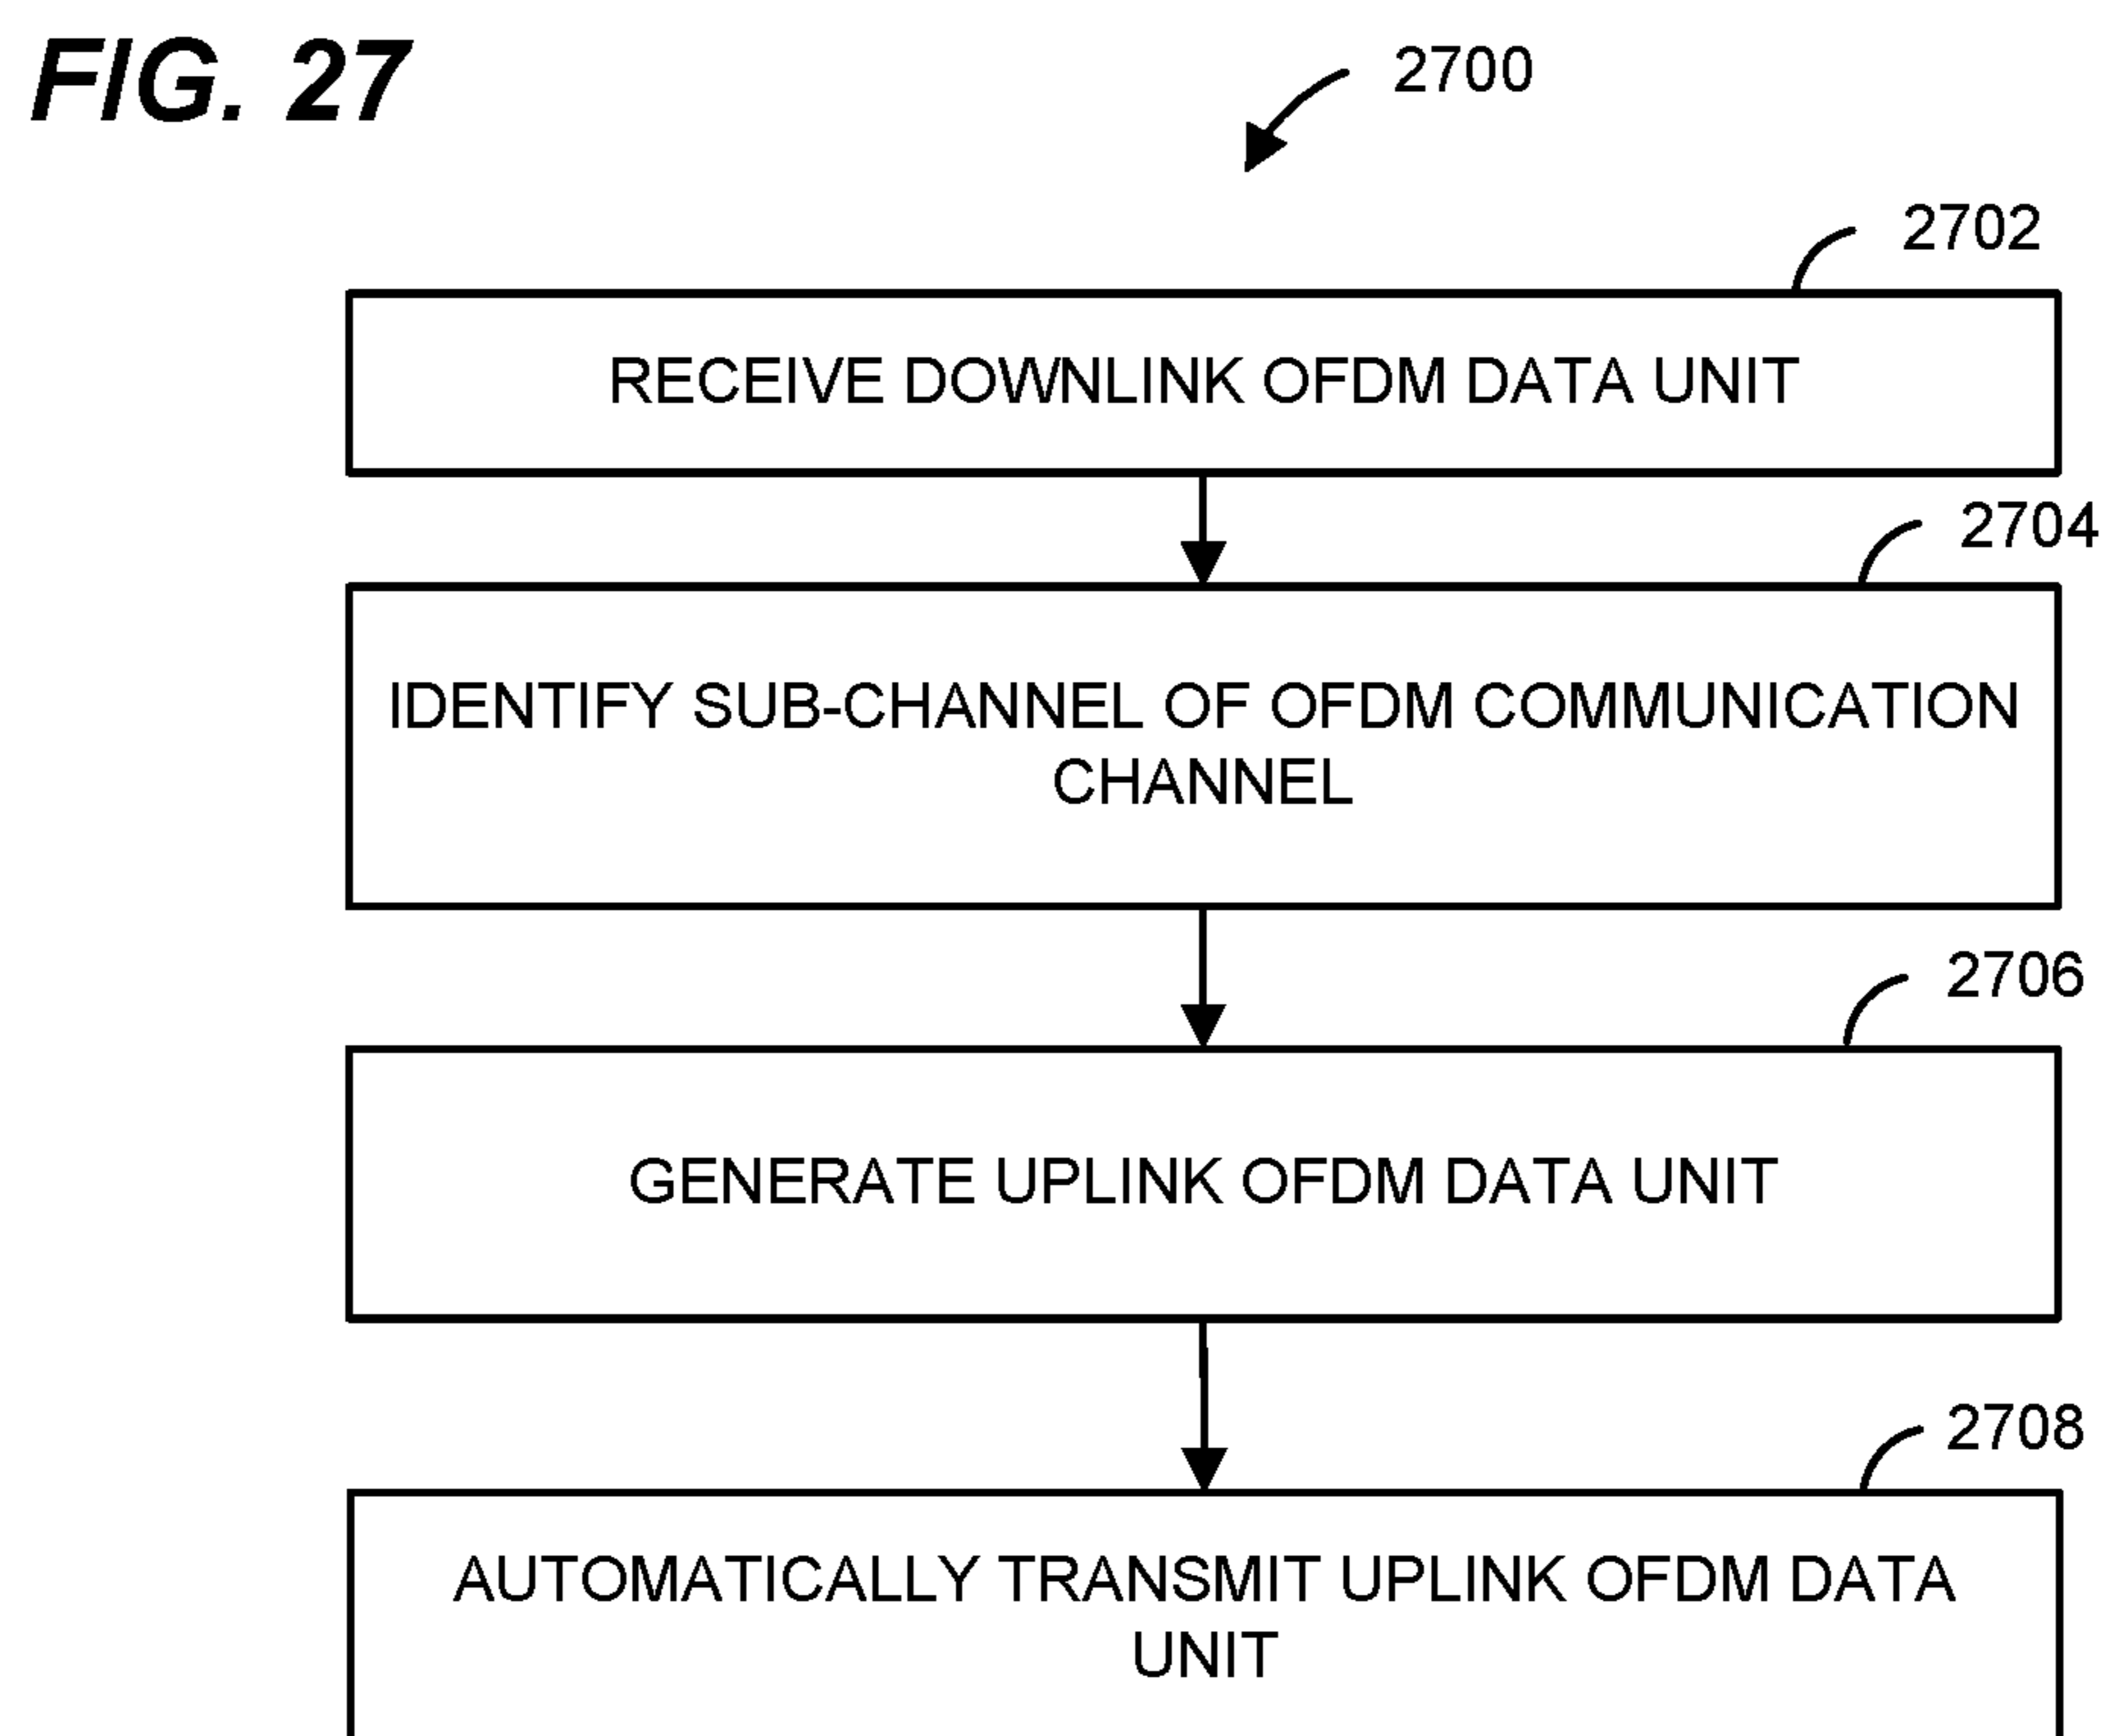 FIG. 27
2700
2702
RECEIVE DOWNLINK OFDM DATA UNIT
2704
IDENTIFY SUB-CHANNEL OF OFDM COMMUNICATION
CHANNEL
2706
GENERATE UPLINK OFDM DATA UNIT
2708
AUTOMATICALLY TRANSMIT UPLINK OFDM DATA
UNIT